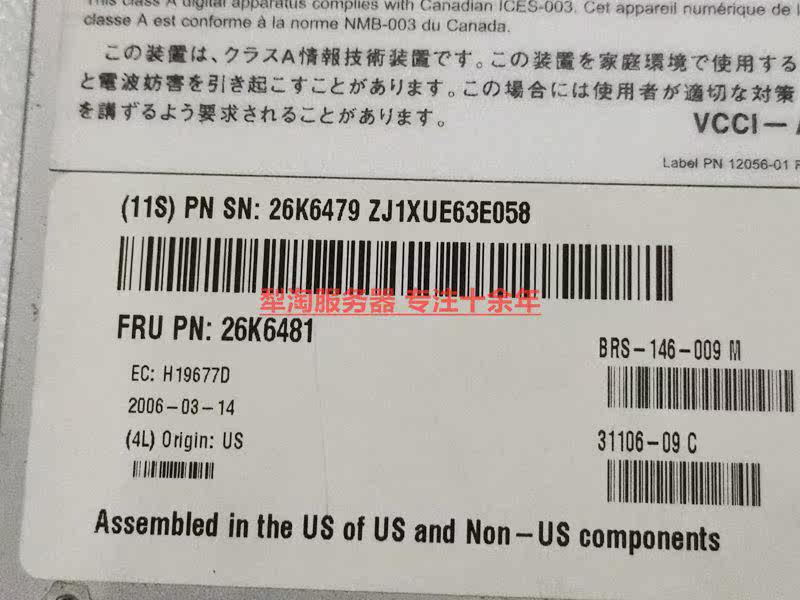 This class A digital apparatus complies with Canadian ICES-003. Cet appareil numérique de
classe A est conforme à la norme NMB-003 du Canada.
この装置は、クラスA情報技術装置です。この装置を家庭環境で使用する
と電波妨害を引き起こすことがあります。この場合には使用者が適切な対策
を講ずるよう要求されることがあります。
VCCI-A
Label PN 12056-01
(11S) PN SN: 26K6479 ZJ1XUE63E058
犁淘服务器 专注十余年
FRU PN: 26K6481
BRS-146-009 M
EC: H19677D
2006-03-14
(4L) Origin: US
31106-09 C
Assembled in the US of US and Non-US components